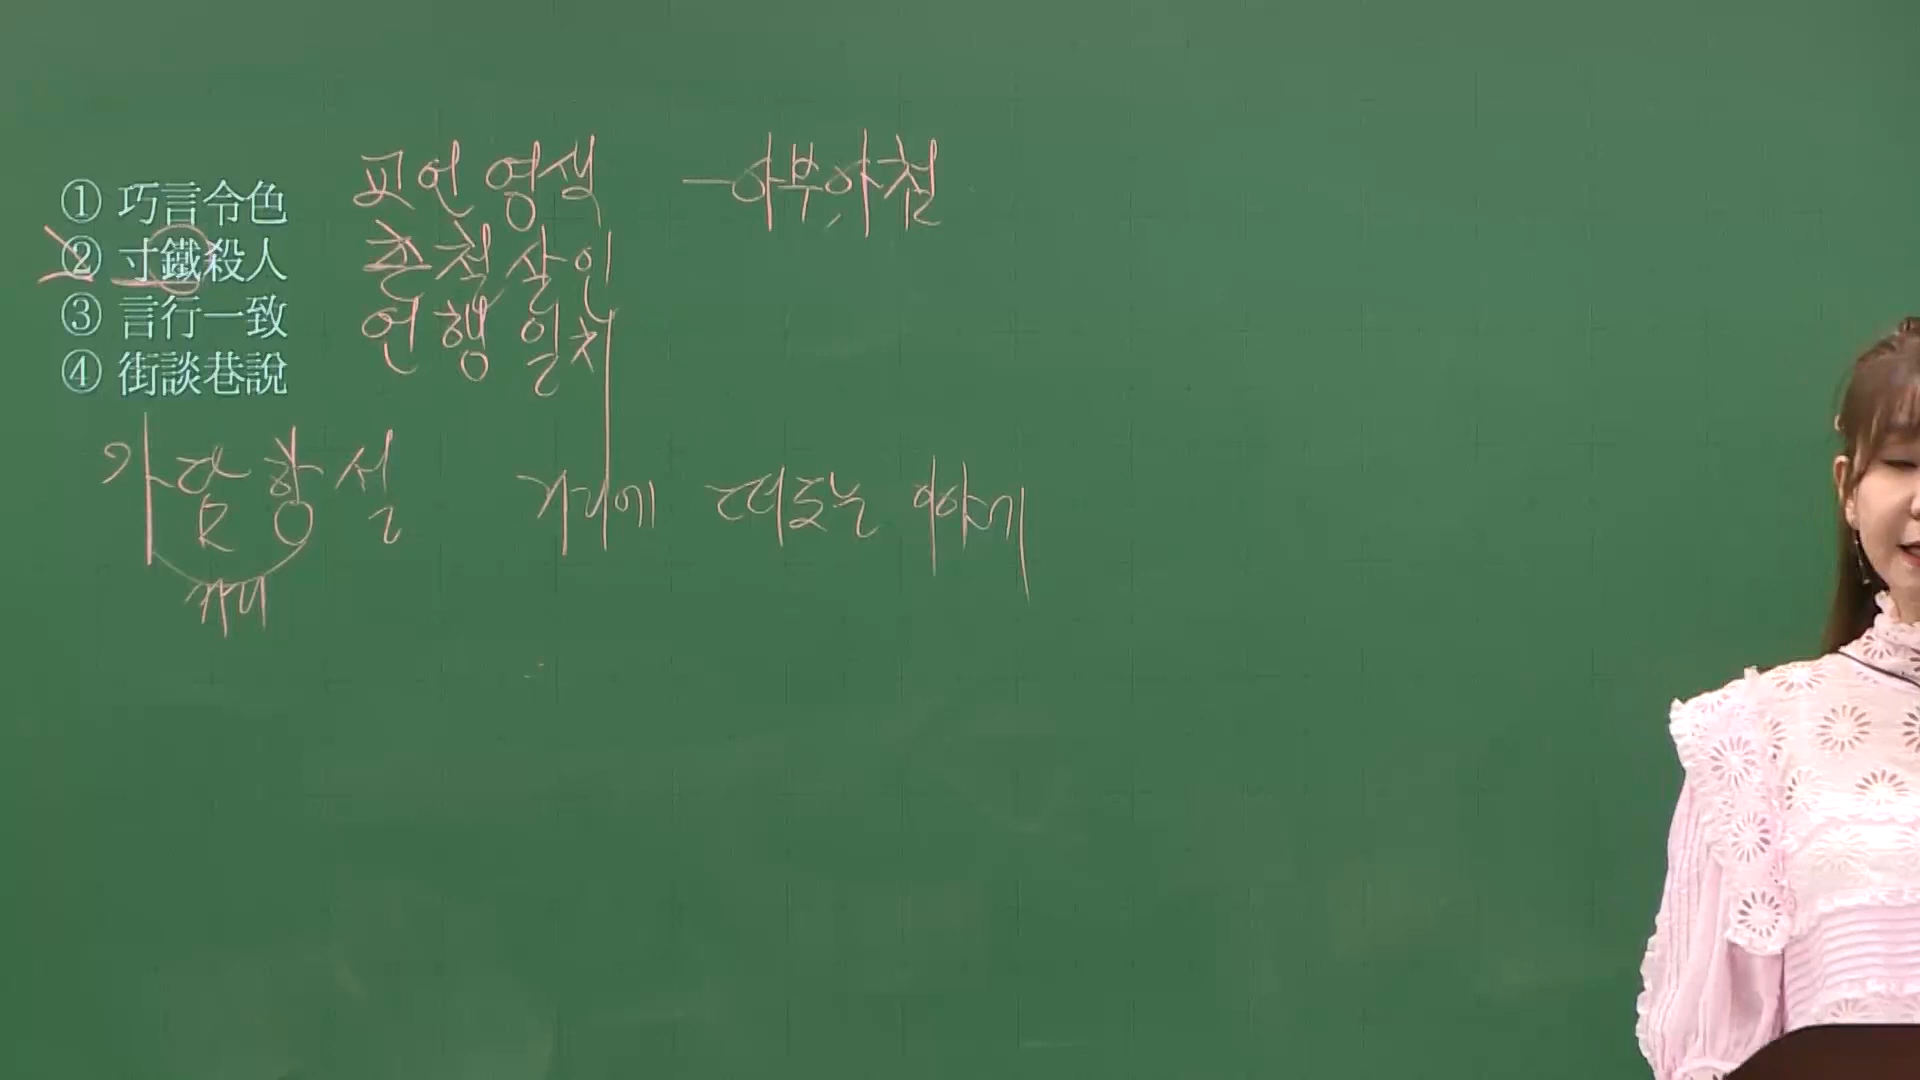 ① 巧言令色 교언영색 - 아부, 아첨
② 寸鐵殺人 촌철살인
③ 言行一致 언행일치
④ 街談巷說
가담항설 거리에 떠도는 이야기
거리